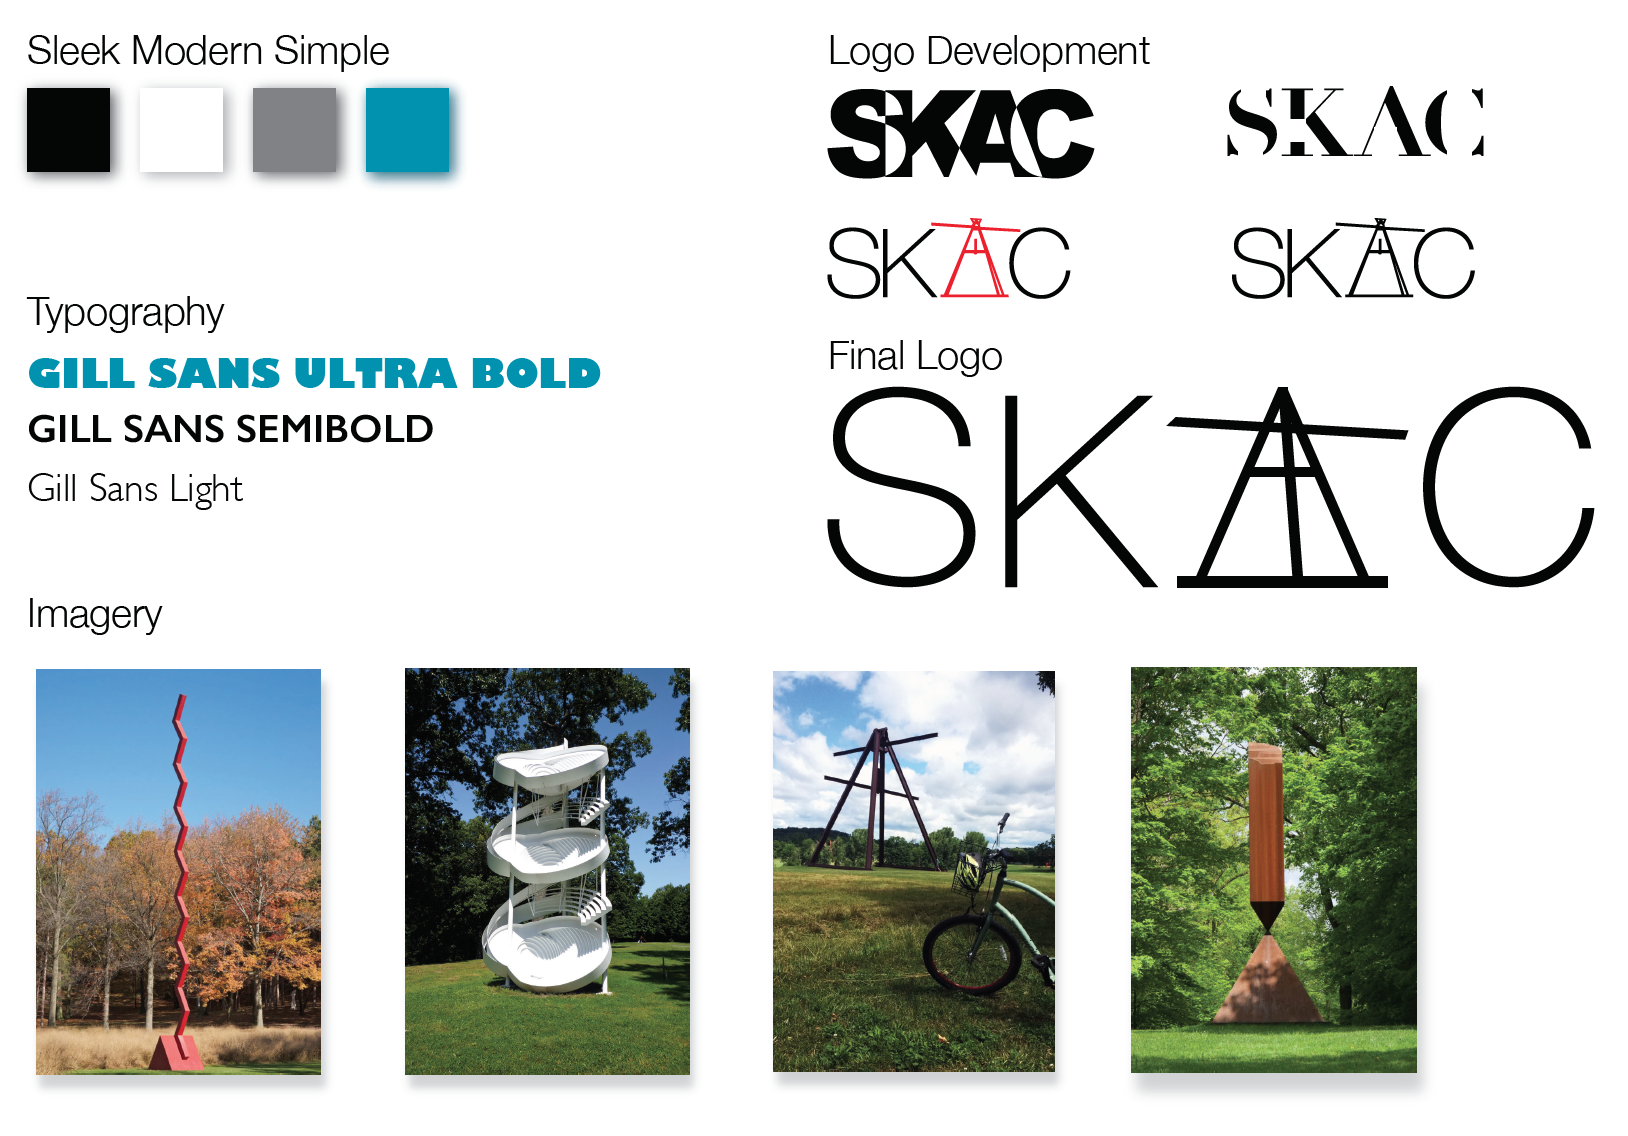 Sleek Modern Simple
Typography
GILL SANS ULTRA BOLD
GILL SANS SEMIBOLD
Gill Sans Light
Imagery
Logo Development
SKAC
SKAC
SKAC
SKAC
Final Logo
SKAC